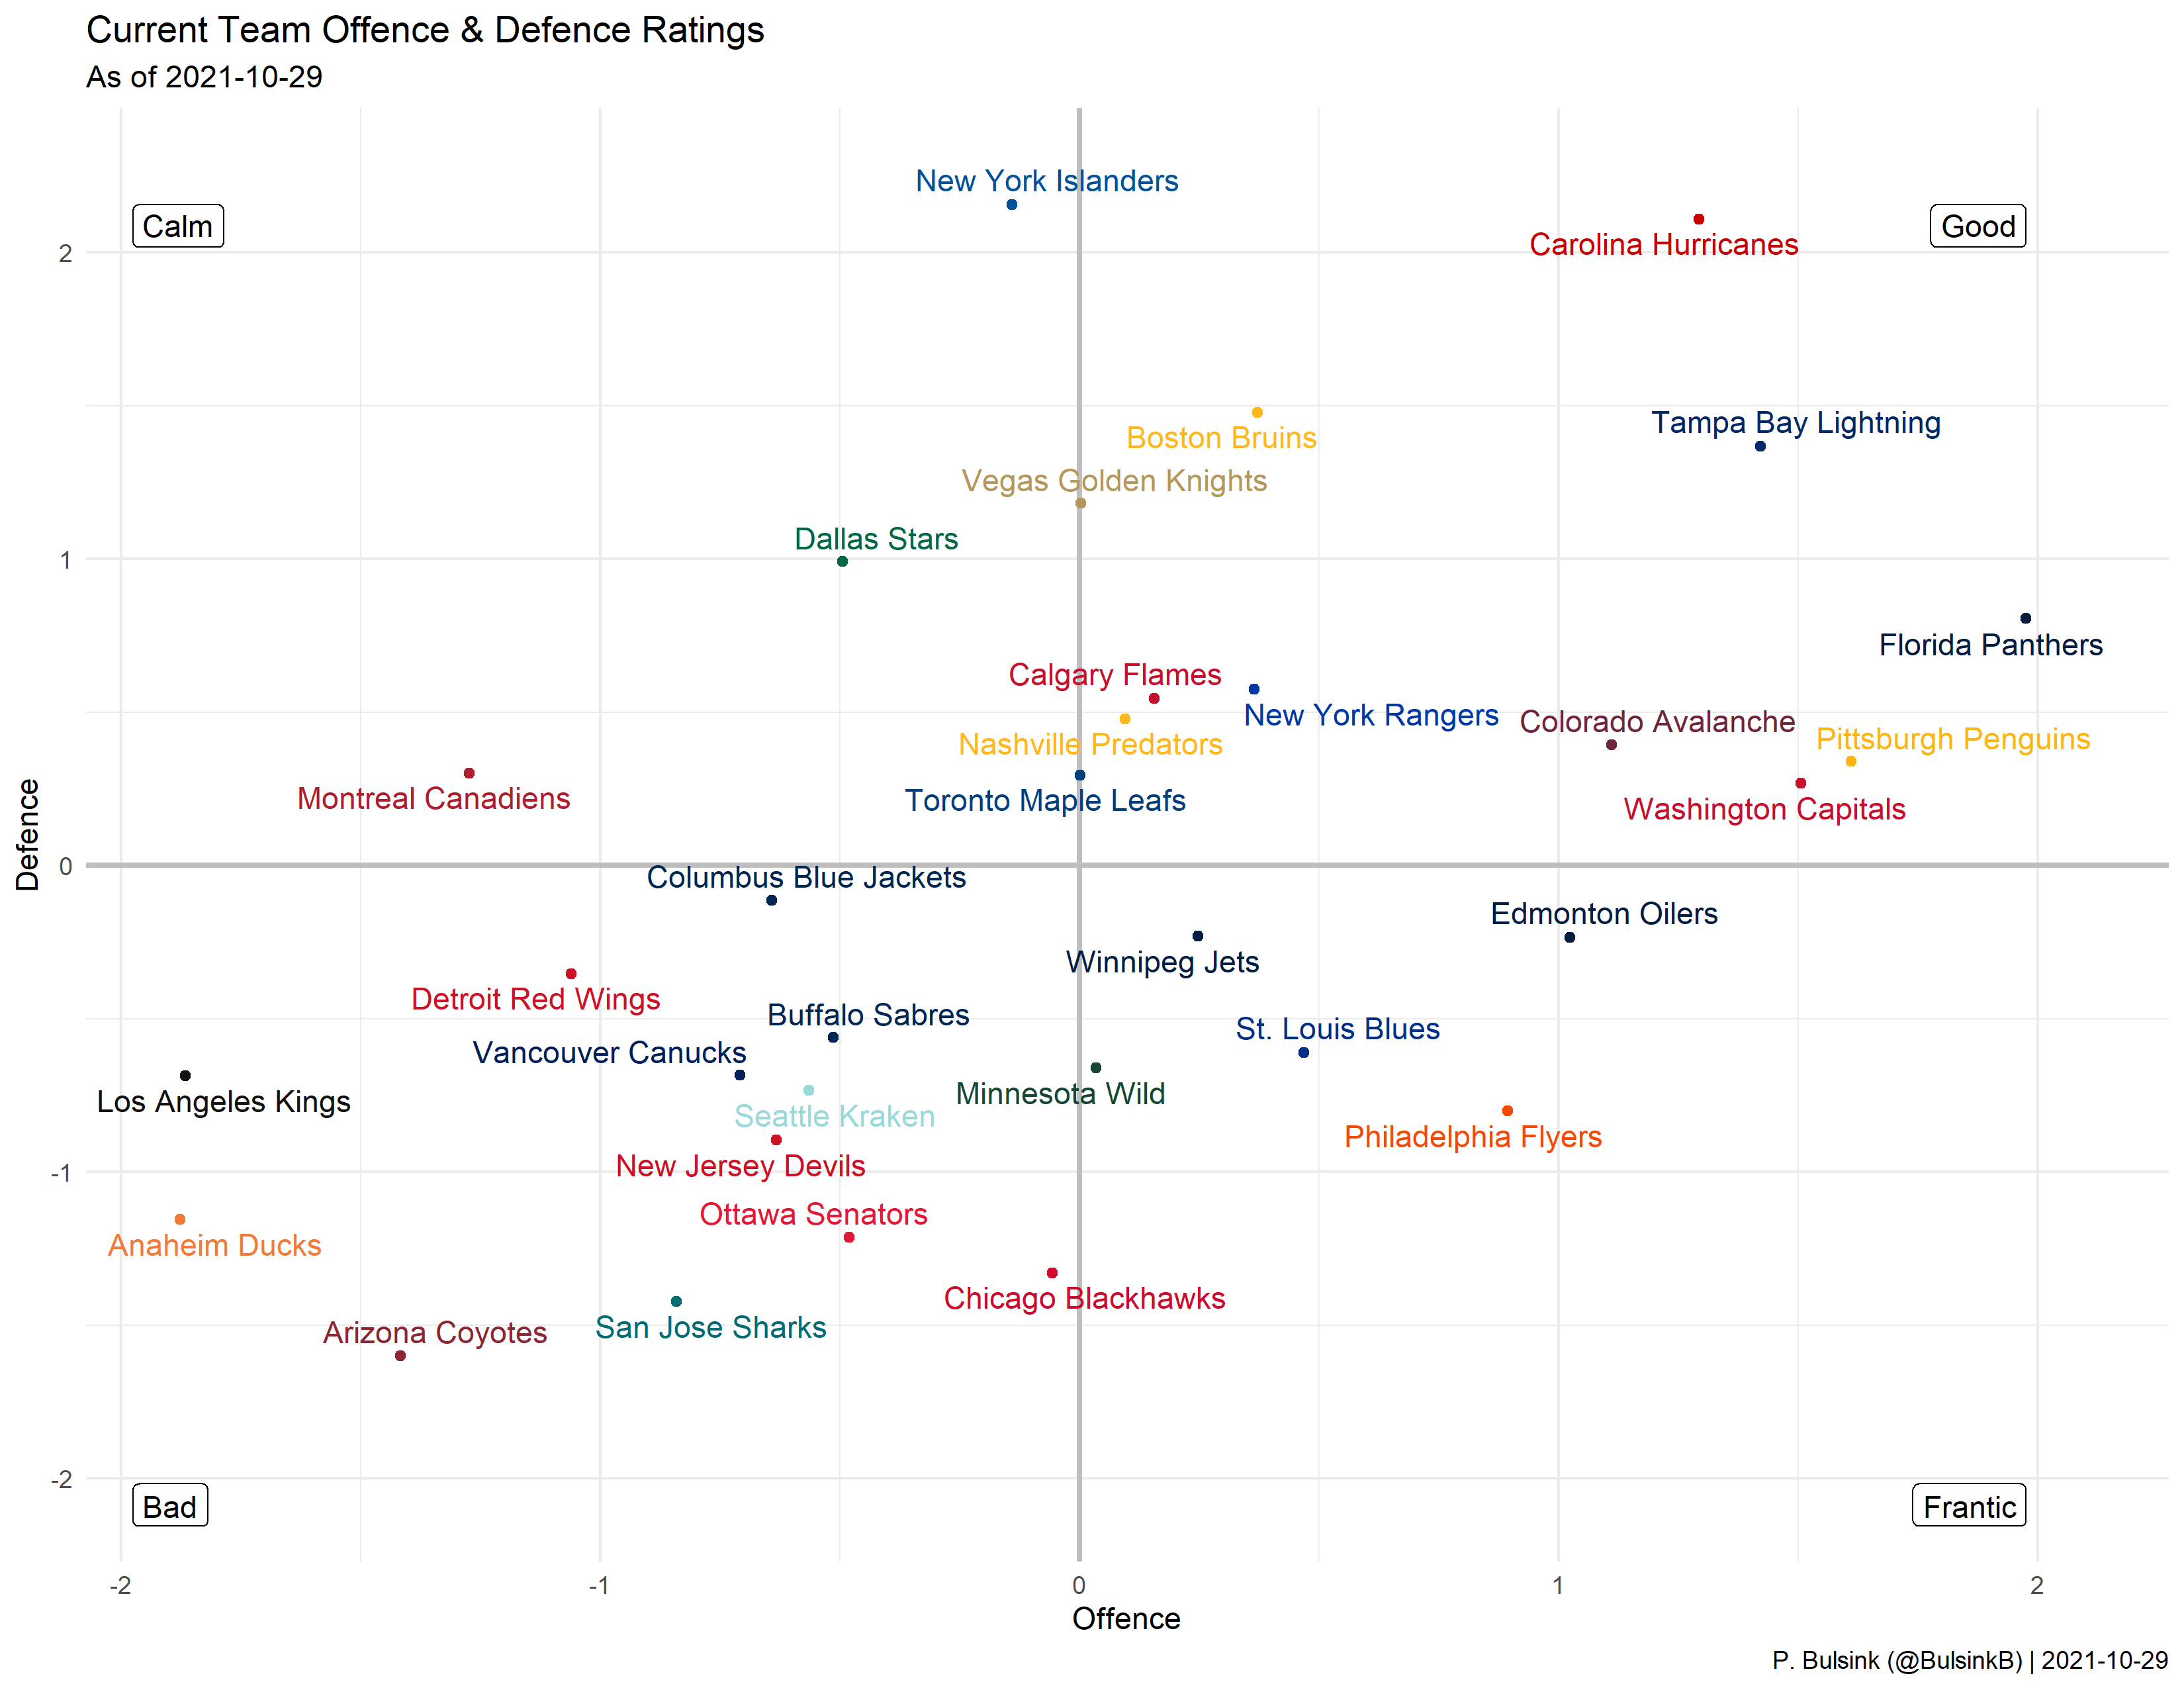 Current Team Offence & Defence Ratings
As of 2021-10-29
New York Islanders
Calm
Good
Carolina Hurricanes
2
Tampa Bay Lightning
Boston Bruins
Vegas Golden Knights
Dallas Stars
1
Florida Panthers
Calgary Flames
New York Rangers
Colorado Avalanche
Pittsburgh Penguins
Nashville Predators
Montreal Canadiens
Toronto Maple Leafs
Washington Capitals
Defence
0
Columbus Blue Jackets
Edmonton Oilers
Winnipeg Jets
Detroit Red Wings
Buffalo Sabres
St. Louis Blues
Vancouver Canucks
Los Angeles Kings
Minnesota Wild
Seattle Kraken
Philadelphia Flyers
New Jersey Devils
-1
Ottawa Senators
Anaheim Ducks
Chicago Blackhawks
San Jose Sharks
Arizona Coyotes
-2
Bad
Frantic
-2 -1 0 1 2
Offence
P. Bulsink (@BulsinkB) | 2021-10-29